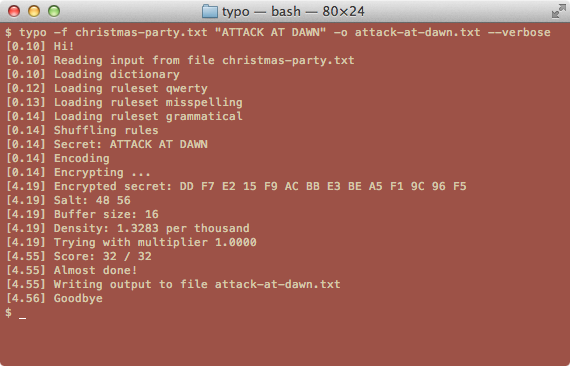 typo — bash — 80×24
$ typo -f christmas-party.txt "ATTACK AT DAWN" -o attack-at-dawn.txt --verbose
[0.10] Hi!
[0.10] Reading input from file christmas-party.txt
[0.10] Loading dictionary
[0.12] Loading ruleset qwerty
[0.13] Loading ruleset misspelling
[0.14] Loading ruleset grammatical
[0.14] Shuffling rules
[0.14] Secret: ATTACK AT DAWN
[0.14] Encoding
[0.14] Encrypting ...
[4.19] Encrypted secret: DD F7 E2 15 F9 AC BB E3 BE A5 F1 9C 96 F5
[4.19] Salt: 48 56
[4.19] Buffer size: 16
[4.19] Density: 1.3283 per thousand
[4.19] Trying with multiplier 1.0000
[4.55] Score: 32 / 32
[4.55] Almost done!
[4.55] Writing output to file attack-at-dawn.txt
[4.56] Goodbye
$ _